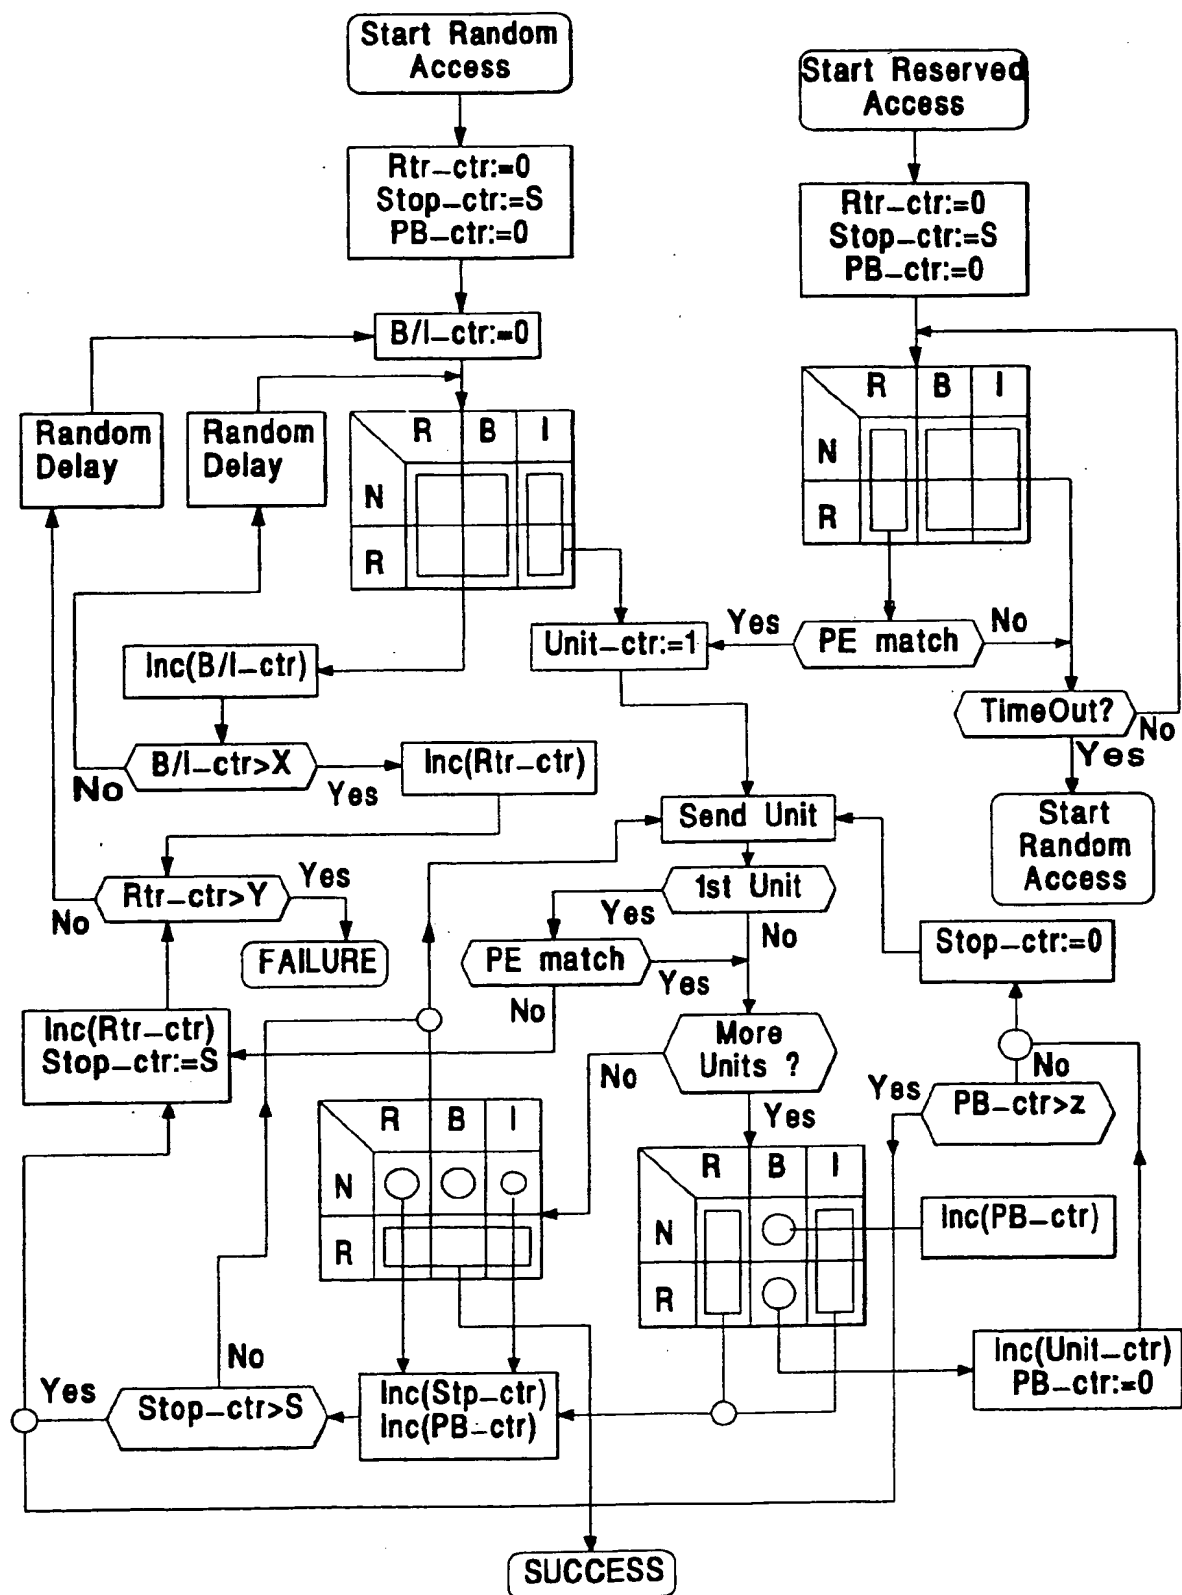 Start Random
Access
Start Reserved
Access
Rtr_ctr:=0
Stop_ctr:=S
PB_ctr:=0
Rtr_ctr:=0
Stop_ctr:=S
PB_ctr:=0
B/I_ctr:=0
Random
Delay
Random
Delay
R B I
N
R
R B I
N
R
Unit_ctr:=1
Yes
PE match
No
Inc(B/I_ctr)
TimeOut?
No
Yes
B/I_ctr>X
No
Yes
Inc(Rtr_ctr)
Start
Random
Access
Send Unit
1st Unit
Yes
No
Rtr_ctr>Y
Yes
No
FAILURE
PE match
Yes
No
Stop_ctr:=0
Inc(Rtr_ctr)
Stop_ctr:=S
More
Units ?
No
Yes
No
Yes
PB_ctr>z
R B I
N
R
R B I
N
R
Inc(PB_ctr)
Inc(Unit_ctr)
PB_ctr:=0
No
Yes
Stop_ctr>S
Inc(Stp_ctr)
Inc(PB_ctr)
SUCCESS